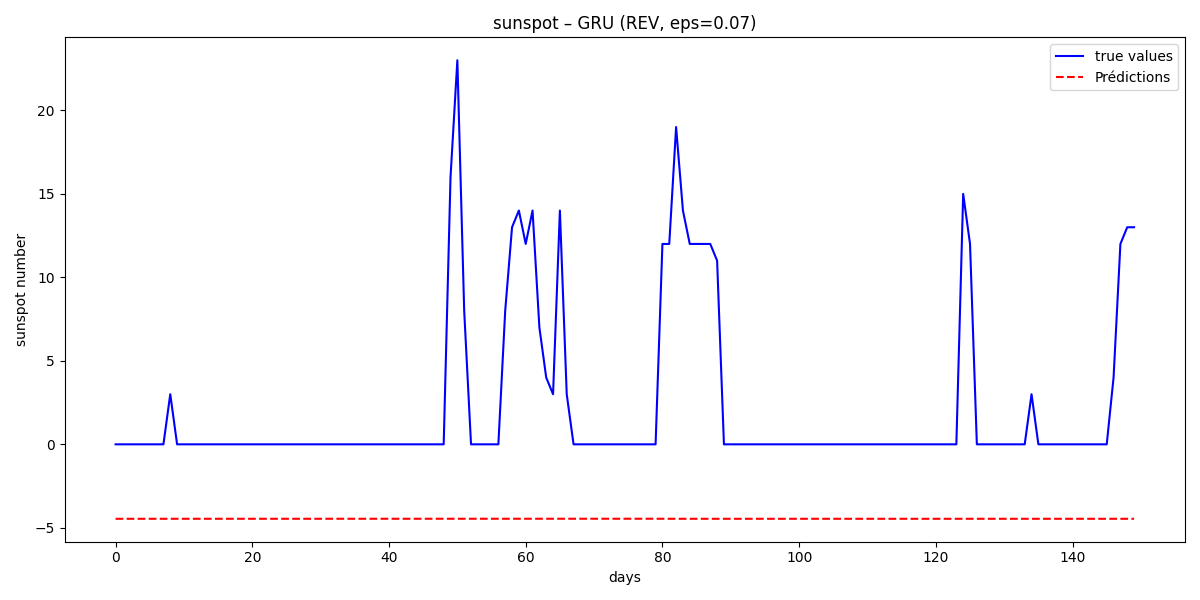 sunspot – GRU (REV, eps=0.07)
true values
Prédictions
sunspot number
20
15
10
5
0
−5
0 20 40 60 80 100 120 140
days